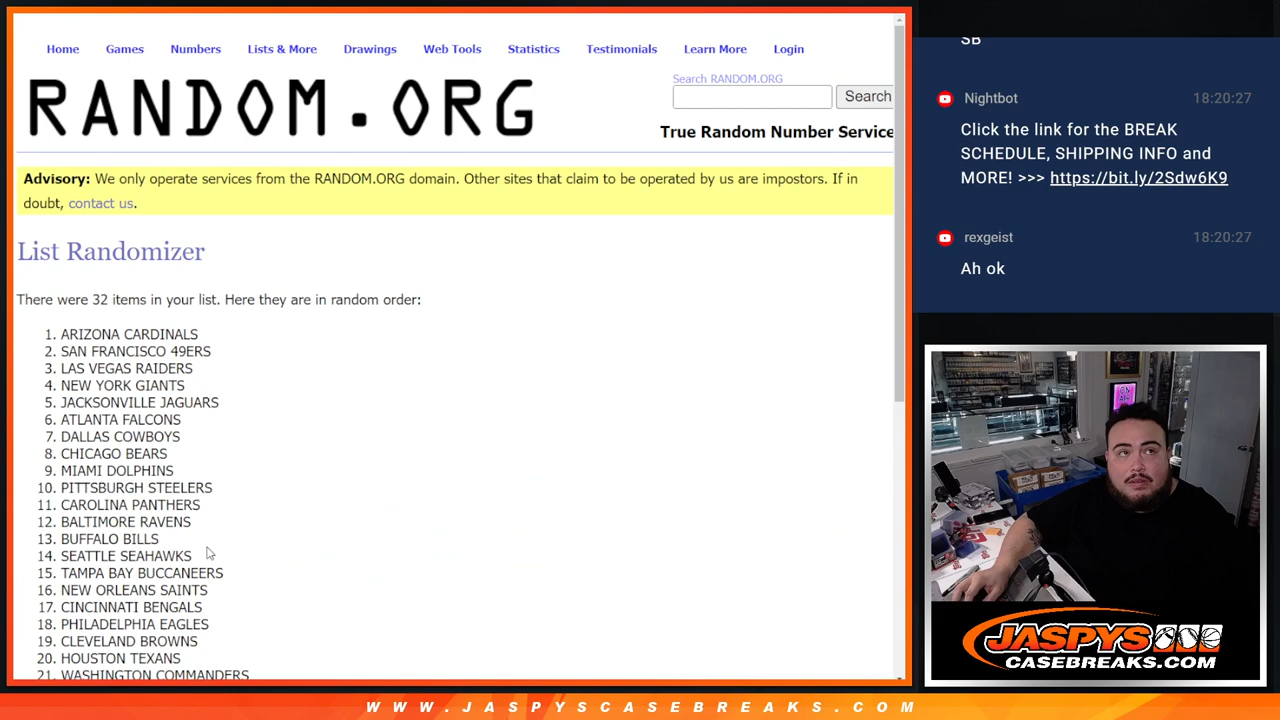 Home Games Numbers Lists & More Drawings Web Tools Statistics Testimonials Learn More Login
RANDOM.ORG
Search RANDOM.ORG
Search
True Random Number Service
Advisory: We only operate services from the RANDOM.ORG domain. Other sites that claim to be operated by us are impostors. If in
doubt, contact us.
List Randomizer
There were 32 items in your list. Here they are in random order:
1. ARIZONA CARDINALS
2. SAN FRANCISCO 49ERS
3. LAS VEGAS RAIDERS
4. NEW YORK GIANTS
5. JACKSONVILLE JAGUARS
6. ATLANTA FALCONS
7. DALLAS COWBOYS
8. CHICAGO BEARS
9. MIAMI DOLPHINS
10. PITTSBURGH STEELERS
11. CAROLINA PANTHERS
12. BALTIMORE RAVENS
13. BUFFALO BILLS
14. SEATTLE SEAHAWKS
15. TAMPA BAY BUCCANEERS
16. NEW ORLEANS SAINTS
17. CINCINNATI BENGALS
18. PHILADELPHIA EAGLES
19. CLEVELAND BROWNS
20. HOUSTON TEXANS
21. WASHINGTON COMMANDERS
SB
Nightbot 18:20:27
Click the link for the BREAK
SCHEDULE, SHIPPING INFO and
MORE! >>> https://bit.ly/2Sdw6K9
rexgeist 18:20:27
Ah ok
ON AIR
JASPYS
CASEBREAKS.COM
WWW.JASPYSCASEBREAKS.COM